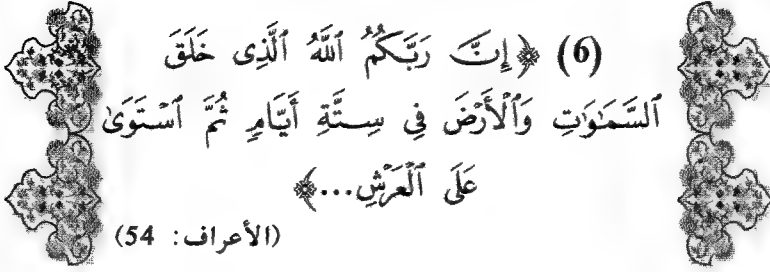 (6) ﴿إِنَّ رَبَّكُمُ ٱللَّهُ ٱلَّذِى خَلَقَ
ٱلسَّمَٰوَٰتِ وَٱلْأَرْضَ فِى سِتَّةِ أَيَّامٍ ثُمَّ ٱسْتَوَىٰ
عَلَى ٱلْعَرْشِ...﴾
(الأعراف: 54)